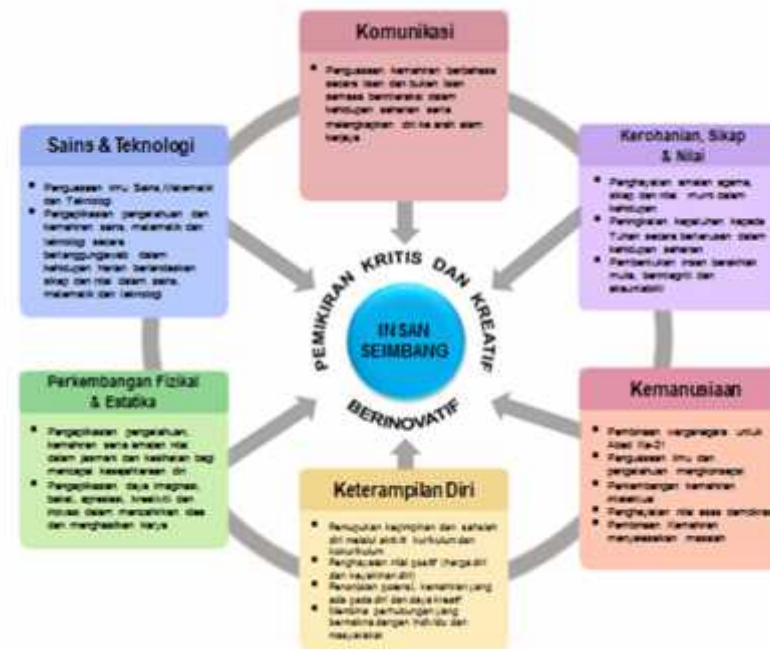 Komunikasi
• Penguasaan kemahiran berbahasa
secara lisan dan bukan lisan
semasa berinteraksi dalam
kehidupan seharian serta
melengkapkan diri ke arah alam
kerjaya
Kerohanian, Sikap
& Nilai
• Penghayatan amalan agama,
sikap dan nilai murni dalam
kehidupan
• Peningkatan kepatuhan kepada
Tuhan secara berterusan dalam
kehidupan seharian
• Pembentukan insan berakhlak
mulia, berintegriti dan
akauntabiliti
Kemanusiaan
• Pembinaan warganegara untuk
Abad Ke-21
• Penguasaan ilmu dan
pengetahuan mengkonsepsi
• Perkembangan kemahiran
intelektual
• Penghayatan nilai asas demokrasi
• Pembinaan Kemahiran
menyelesaikan masalah
Keterampilan Diri
• Pemupukan kepimpinan dan sahsiah
diri melalui aktiviti kurikulum dan
kokurikulum
• Penghayatan nilai positif (harga diri
dan keyakinan diri)
• Penonjolan potensi, kemahiran yang
ada pada diri dan daya kreatif
• Membina perhubungan yang
bermakna dengan individu dan
masyarakat
Perkembangan Fizikal
& Estatika
• Pengaplikasian pengetahuan,
kemahiran serta amalan nilai
dalam jasmani dan kesihatan bagi
mencapai kesejahteraan diri
• Pengaplikasian daya imaginasi,
bakat, apresiasi, kreativiti dan
inovasi dalam mencetuskan idea
dan menghasilkan karya
Sains & Teknologi
• Penguasaan ilmu Sains, Matematik
dan Teknologi
• Pengaplikasian pengetahuan dan
kemahiran sains, matematik dan
teknologi secara
bertanggungjawab dalam
kehidupan harian berlandaskan
sikap dan nilai dalam sains,
matematik dan teknologi
PEMIKIRAN KRITIS DAN KREATIF
BERINOVATIF
INSAN
SEIMBANG